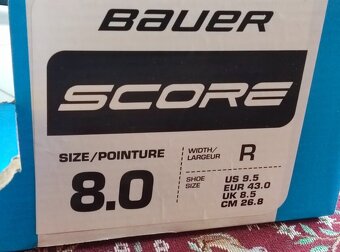 BAUER
SCORE
SIZE/POINTURE 8.0
WIDTH/LARGEUR R
SHOE SIZE
US 9.5
EUR 43.0
UK 8.5
CM 26.8